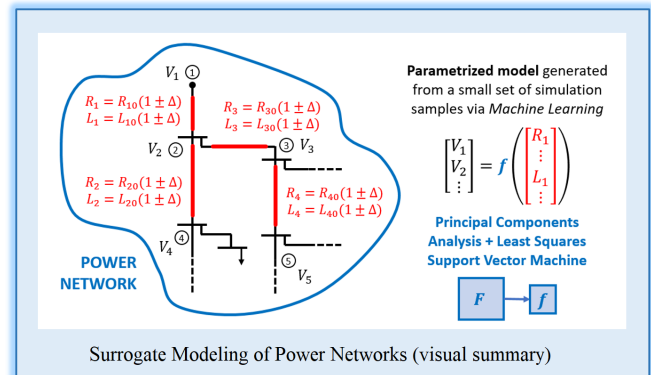 V₁ ①
R₁ = R₁₀(1 ± Δ)
L₁ = L₁₀(1 ± Δ)
R₃ = R₃₀(1 ± Δ)
L₃ = L₃₀(1 ± Δ)
V₂ ②
③ V₃
R₂ = R₂₀(1 ± Δ)
L₂ = L₂₀(1 ± Δ)
R₄ = R₄₀(1 ± Δ)
L₄ = L₄₀(1 ± Δ)
④
V₄
⑤
V₅
POWER
NETWORK
Parametrized model generated
from a small set of simulation
samples via Machine Learning
[V₁ V₂ ⋮] = f([R₁ ⋮ L₁ ⋮])
Principal Components
Analysis + Least Squares
Support Vector Machine
F f
Surrogate Modeling of Power Networks (visual summary)